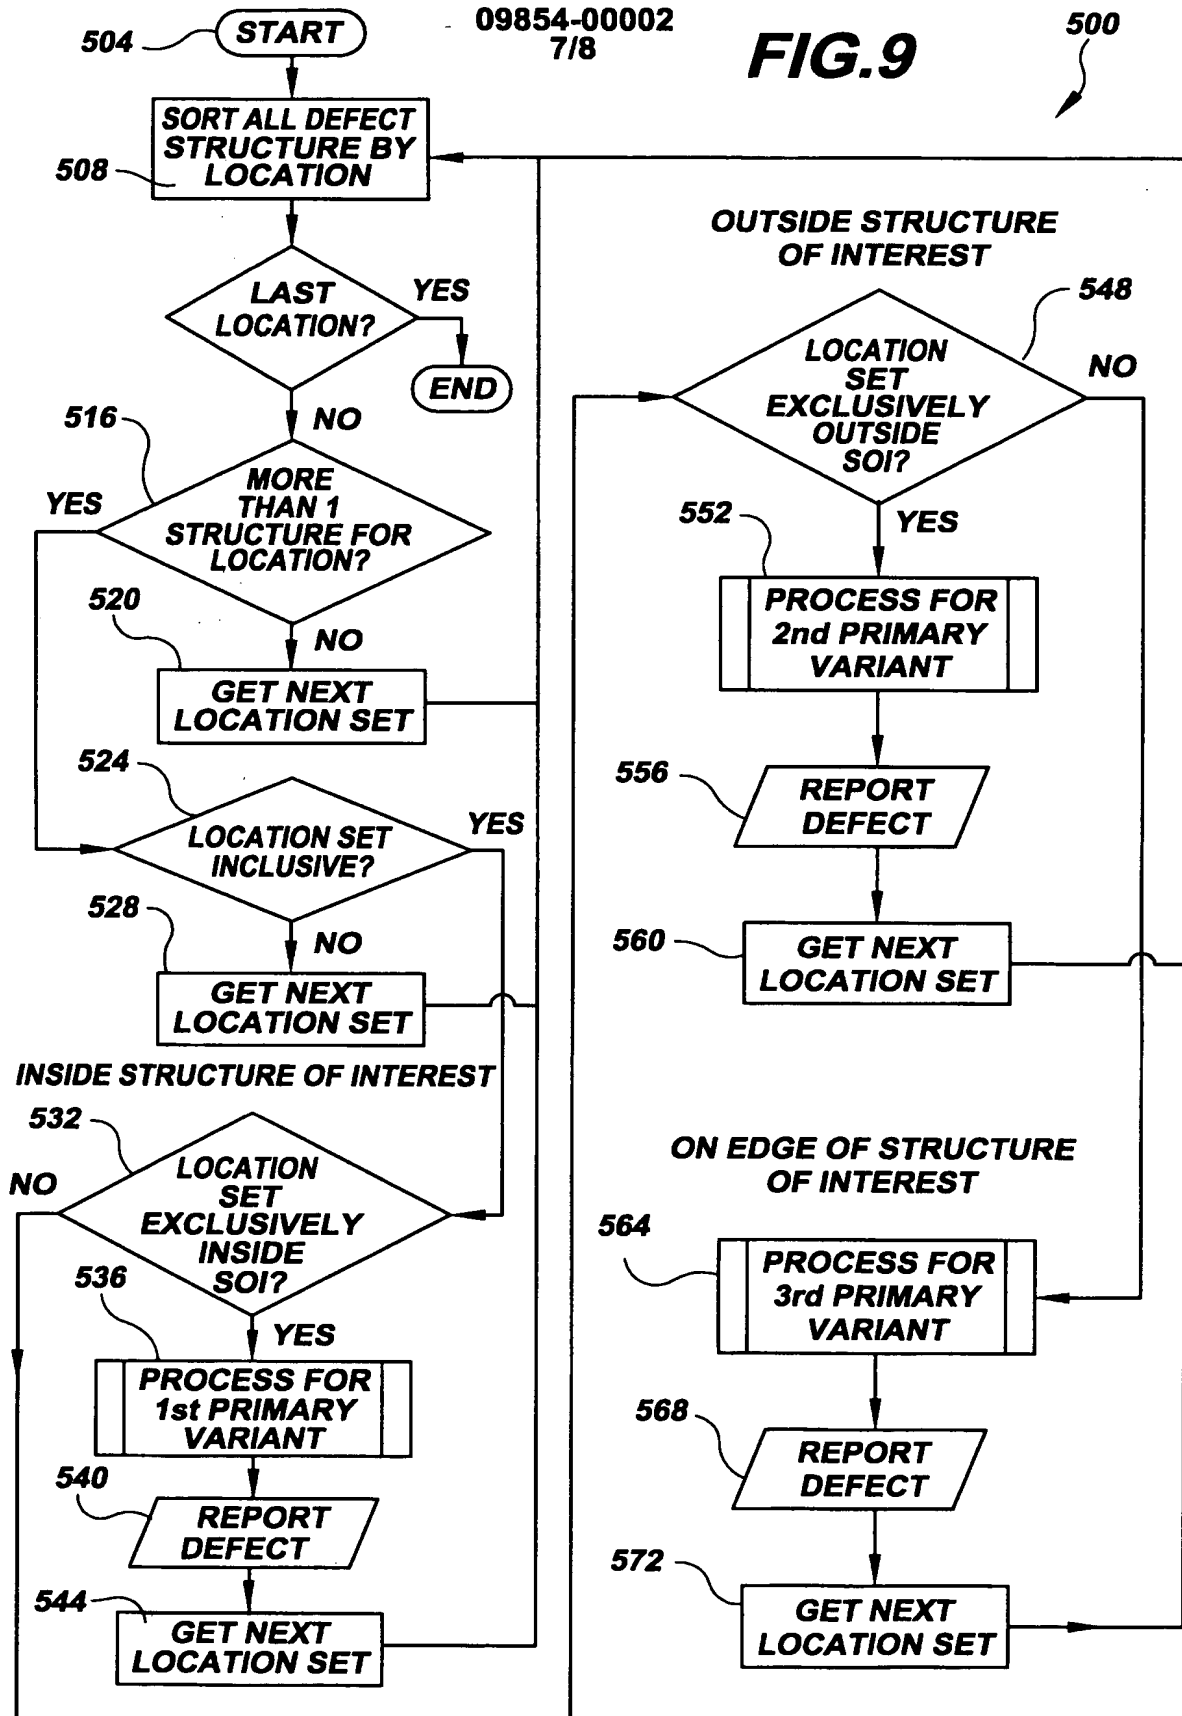 09854-00002
7/8
FIG.9
500
504
START
508
SORT ALL DEFECT
STRUCTURE BY
LOCATION
LAST
LOCATION?
YES
END
NO
516
MORE
THAN 1
STRUCTURE FOR
LOCATION?
YES
NO
520
GET NEXT
LOCATION SET
524
LOCATION SET
INCLUSIVE?
YES
NO
528
GET NEXT
LOCATION SET
INSIDE STRUCTURE OF INTEREST
532
LOCATION
SET
EXCLUSIVELY
INSIDE
SOI?
NO
YES
536
PROCESS FOR
1st PRIMARY
VARIANT
540
REPORT
DEFECT
544
GET NEXT
LOCATION SET
OUTSIDE STRUCTURE
OF INTEREST
548
LOCATION
SET
EXCLUSIVELY
OUTSIDE
SOI?
NO
YES
552
PROCESS FOR
2nd PRIMARY
VARIANT
556
REPORT
DEFECT
560
GET NEXT
LOCATION SET
ON EDGE OF STRUCTURE
OF INTEREST
564
PROCESS FOR
3rd PRIMARY
VARIANT
568
REPORT
DEFECT
572
GET NEXT
LOCATION SET